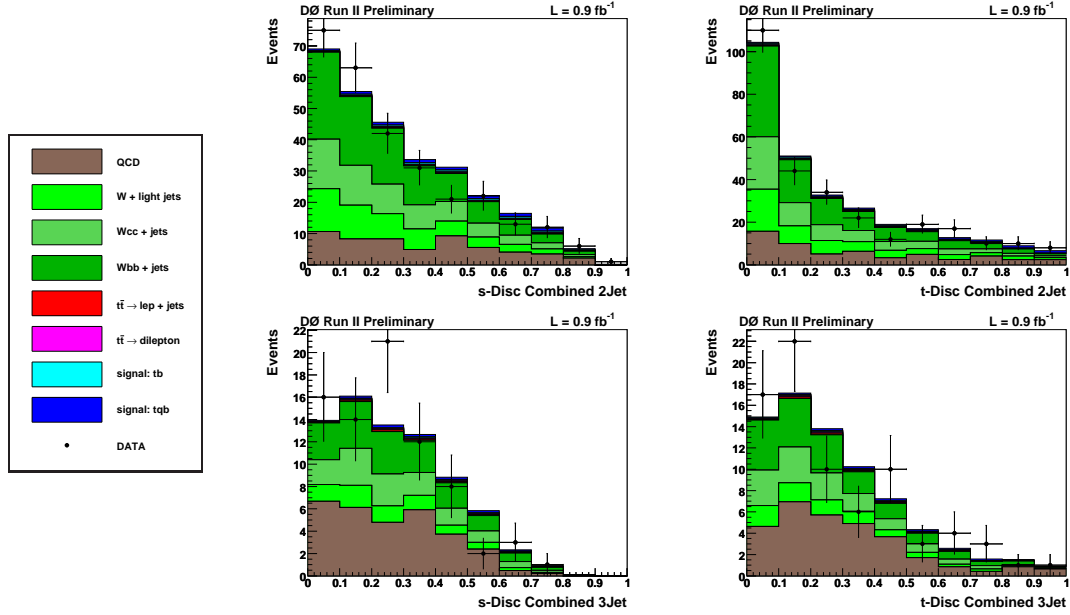 QCD
W + light jets
Wcc + jets
Wbb + jets
tt̄ → lep + jets
tt̄ → dilepton
signal: tb
signal: tqb
DATA
DØ Run II Preliminary L = 0.9 fb⁻¹
Events
70
60
50
40
30
20
10
0
0 0.1 0.2 0.3 0.4 0.5 0.6 0.7 0.8 0.9 1
s-Disc Combined 2Jet
DØ Run II Preliminary L = 0.9 fb⁻¹
Events
100
80
60
40
20
0
0 0.1 0.2 0.3 0.4 0.5 0.6 0.7 0.8 0.9 1
t-Disc Combined 2Jet
DØ Run II Preliminary L = 0.9 fb⁻¹
Events
22
20
18
16
14
12
10
8
6
4
2
0
0 0.1 0.2 0.3 0.4 0.5 0.6 0.7 0.8 0.9 1
s-Disc Combined 3Jet
DØ Run II Preliminary L = 0.9 fb⁻¹
Events
22
20
18
16
14
12
10
8
6
4
2
0
0 0.1 0.2 0.3 0.4 0.5 0.6 0.7 0.8 0.9 1
t-Disc Combined 3Jet